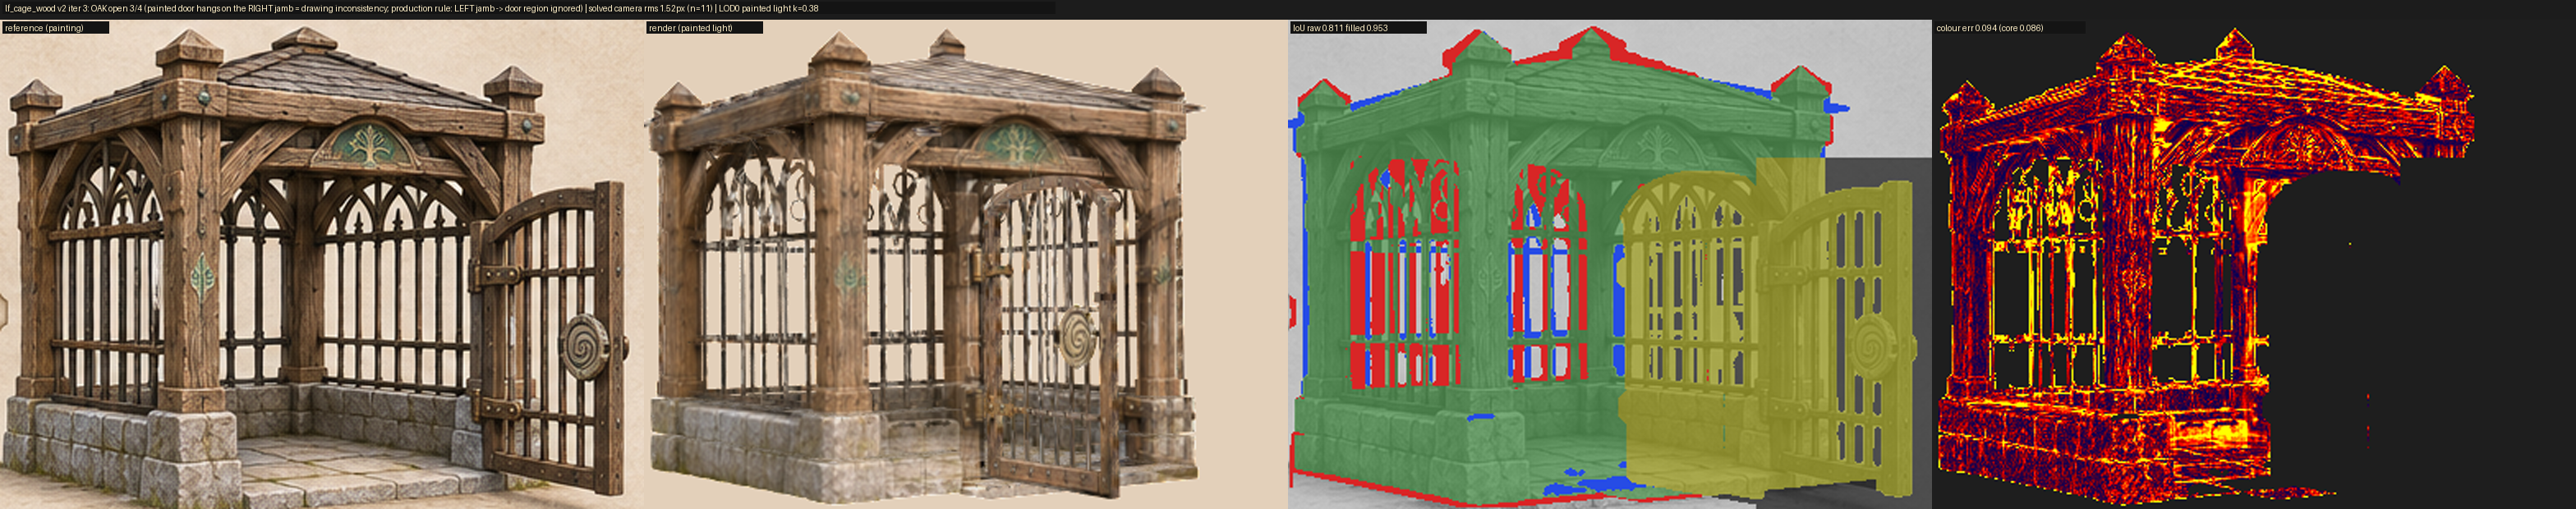 lf_cage_wood v2 iter 3: OAK open 3/4 (painted door hangs on the RIGHT jamb = drawing inconsistency; production rule: LEFT jamb -> door region ignored) | solved camera rms 1.52px (n=11) | LOD0 painted light k=0.38
reference (painting)
render (painted light)
IoU raw 0.811 filled 0.953
colour err 0.094 (core 0.086)